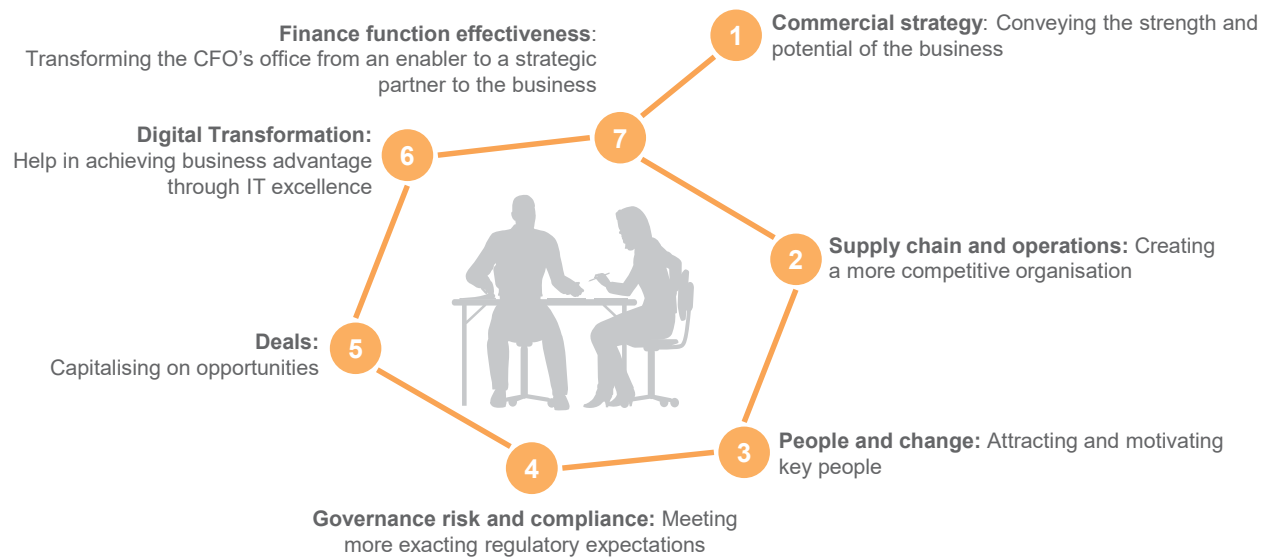 1
Commercial strategy: Conveying the strength and
potential of the business
2
Supply chain and operations: Creating
a more competitive organisation
3
People and change: Attracting and motivating
key people
4
Governance risk and compliance: Meeting
more exacting regulatory expectations
5
Deals:
Capitalising on opportunities
6
Digital Transformation:
Help in achieving business advantage
through IT excellence
7
Finance function effectiveness:
Transforming the CFO's office from an enabler to a strategic
partner to the business